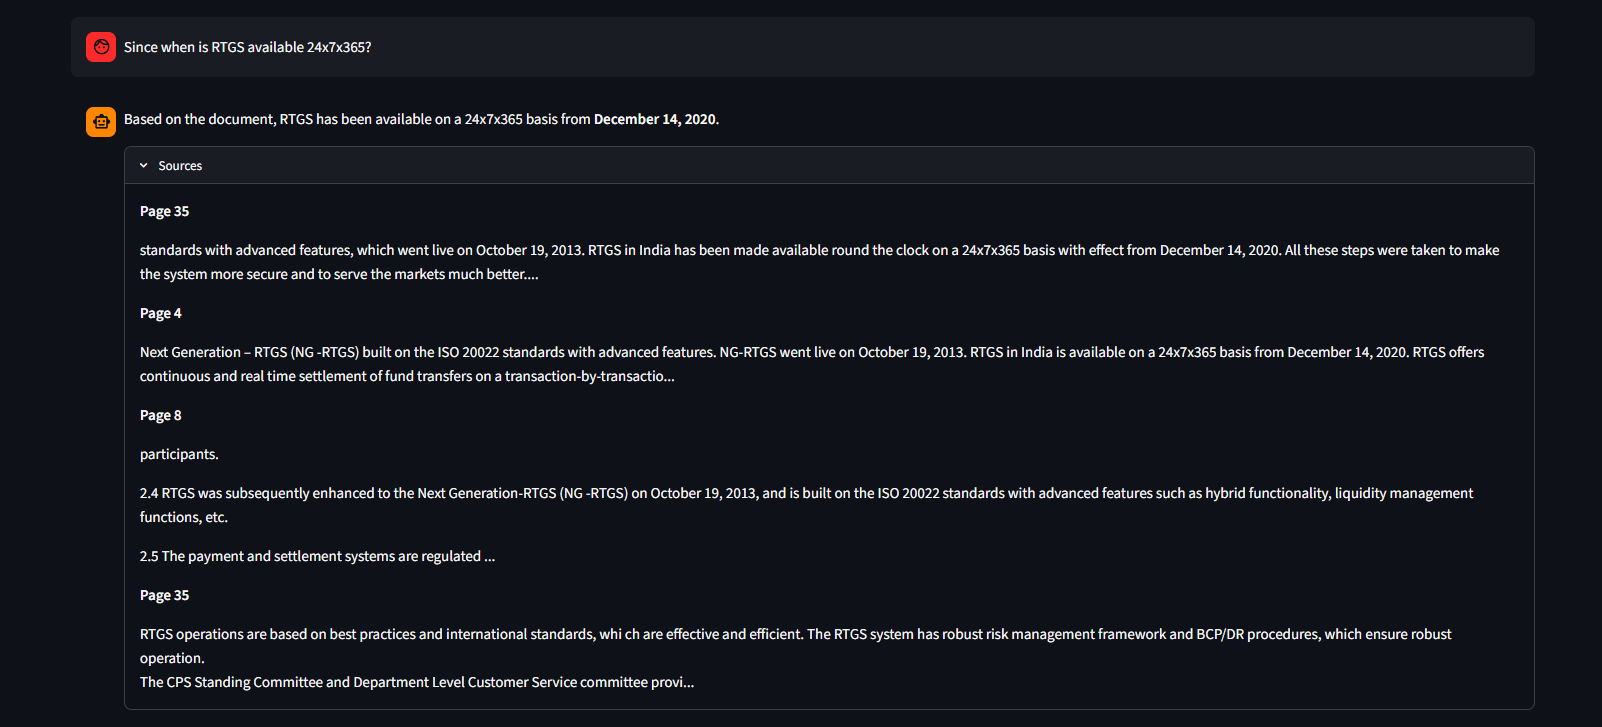 Since when is RTGS available 24x7x365?
Based on the document, RTGS has been available on a 24x7x365 basis from December 14, 2020.
Sources
Page 35
standards with advanced features, which went live on October 19, 2013. RTGS in India has been made available round the clock on a 24x7x365 basis with effect from December 14, 2020. All these steps were taken to make
the system more secure and to serve the markets much better....
Page 4
Next Generation – RTGS (NG -RTGS) built on the ISO 20022 standards with advanced features. NG-RTGS went live on October 19, 2013. RTGS in India is available on a 24x7x365 basis from December 14, 2020. RTGS offers
continuous and real time settlement of fund transfers on a transaction-by-transactio...
Page 8
participants.
2.4 RTGS was subsequently enhanced to the Next Generation-RTGS (NG -RTGS) on October 19, 2013, and is built on the ISO 20022 standards with advanced features such as hybrid functionality, liquidity management
functions, etc.
2.5 The payment and settlement systems are regulated ...
Page 35
RTGS operations are based on best practices and international standards, whi ch are effective and efficient. The RTGS system has robust risk management framework and BCP/DR procedures, which ensure robust
operation.
The CPS Standing Committee and Department Level Customer Service committee provi...